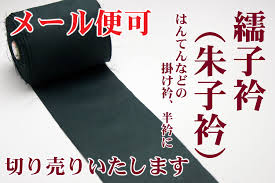 メール便可
繻子衿
（朱子衿）
はんてんなどの
掛け衿、半衿に
切り売りいたします